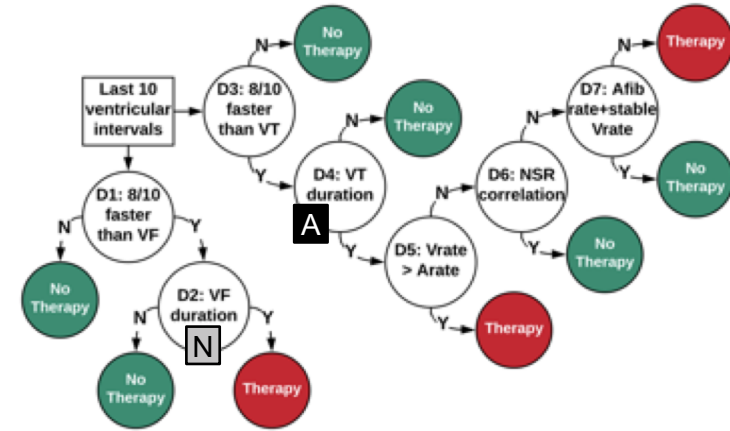 No
Therapy
N
Therapy
N
Last 10
ventricular
intervals
D3: 8/10
faster
than VT
D7: Afib
rate+stable
Vrate
No
Therapy
N
N
Y
D4: VT
duration
D6: NSR
correlation
Y
No
Therapy
D1: 8/10
faster
than VF
N
A
N
Y
Y
D5: Vrate
> Arate
Y
No
Therapy
No
Therapy
D2: VF
duration
N
Y
N
Y
Therapy
No
Therapy
Therapy